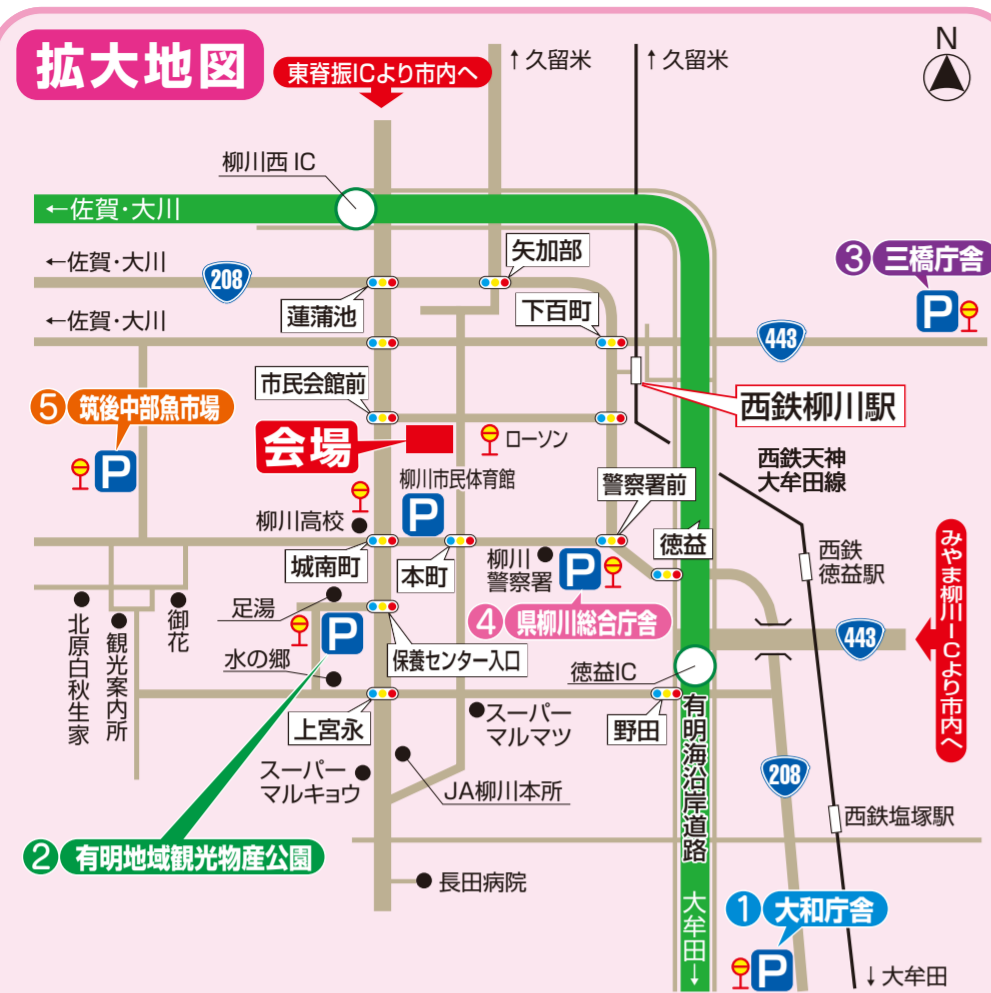 拡大地図
東脊振ICより市内へ
↑久留米
↑久留米
N
柳川西 IC
←佐賀・大川
←佐賀・大川
208
矢加部
③ 三橋庁舎
P
蓮蒲池
下百町
←佐賀・大川
443
市民会館前
西鉄柳川駅
⑤ 筑後中部魚市場
P
会場
ローソン
西鉄天神
大牟田線
柳川市民体育館
P
警察署前
柳川高校
城南町
本町
柳川
警察署
P
徳益
西鉄
徳益駅
みやま柳川ICより市内へ
足湯
P
④ 県柳川総合庁舎
443
北原白秋生家
観光案内所
御花
水の郷
保養センター入口
徳益IC
上宮永
スーパー
マルマツ
野田
有明海沿岸道路
スーパー
マルキョウ
JA柳川本所
208
西鉄塩塚駅
② 有明地域観光物産公園
長田病院
大牟田↓
① 大和庁舎
P
↓大牟田